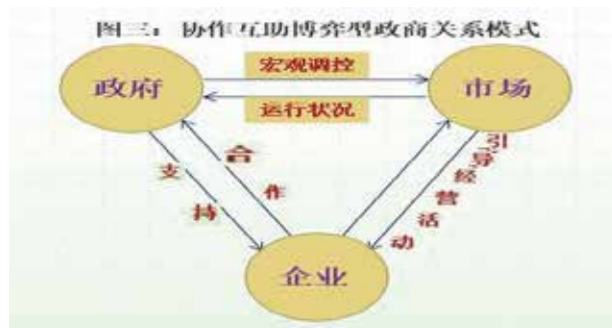 图三：协作互助博弈型政商关系模式
宏观调控
政府
市场
运行状况
支持
合作
引导经营活动
企业